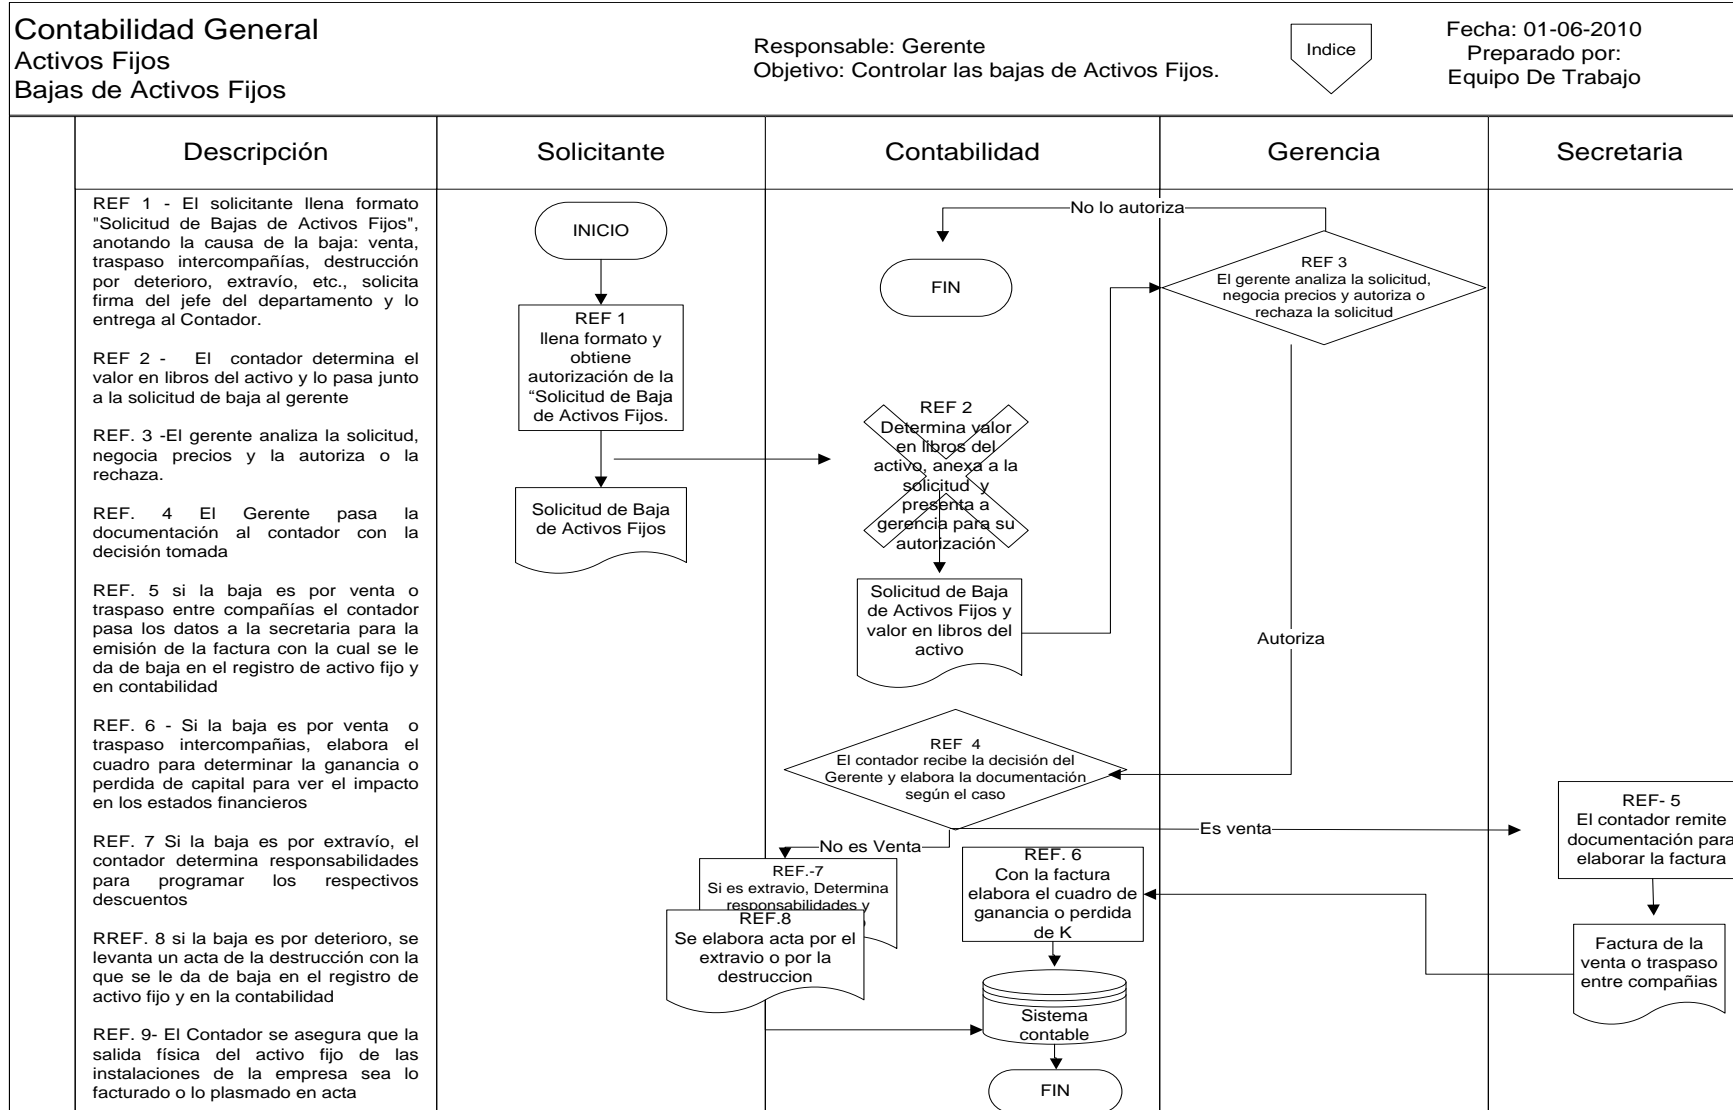 Contabilidad General
Activos Fijos
Bajas de Activos Fijos
Responsable: Gerente
Objetivo: Controlar las bajas de Activos Fijos.
Indice
Fecha: 01-06-2010
Preparado por:
Equipo De Trabajo
Descripción
Solicitante
Contabilidad
Gerencia
Secretaria
REF 1 - El solicitante llena formato
"Solicitud de Bajas de Activos Fijos",
anotando la causa de la baja: venta,
traspaso intercompañías, destrucción
por deterioro, extravío, etc., solicita
firma del jefe del departamento y lo
entrega al Contador.
REF 2 - El contador determina el
valor en libros del activo y lo pasa junto
a la solicitud de baja al gerente
REF. 3 -El gerente analiza la solicitud,
negocia precios y la autoriza o la
rechaza.
REF. 4 El Gerente pasa la
documentación al contador con la
decisión tomada
REF. 5 si la baja es por venta o
traspaso entre compañías el contador
pasa los datos a la secretaria para la
emisión de la factura con la cual se le
da de baja en el registro de activo fijo y
en contabilidad
REF. 6 - Si la baja es por venta o
traspaso intercompañias, elabora el
cuadro para determinar la ganancia o
perdida de capital para ver el impacto
en los estados financieros
REF. 7 Si la baja es por extravío, el
contador determina responsabilidades
para programar los respectivos
descuentos
RREF. 8 si la baja es por deterioro, se
levanta un acta de la destrucción con la
que se le da de baja en el registro de
activo fijo y en la contabilidad
REF. 9- El Contador se asegura que la
salida física del activo fijo de las
instalaciones de la empresa sea lo
facturado o lo plasmado en acta
INICIO
REF 1
llena formato y
obtiene
autorización de la
“Solicitud de Baja
de Activos Fijos.
Solicitud de Baja
de Activos Fijos
No lo autoriza
FIN
REF 2
Determina valor
en libros del
activo, anexa a la
solicitud y
presenta a
gerencia para su
autorización
Solicitud de Baja
de Activos Fijos y
valor en libros del
activo
REF 3
El gerente analiza la solicitud,
negocia precios y autoriza o
rechaza la solicitud
Autoriza
REF 4
El contador recibe la decisión del
Gerente y elabora la documentación
según el caso
Es venta
No es Venta
REF.-7
Si es extravio, Determina
responsabilidades y
REF.8
Se elabora acta por el
extravio o por la
destruccion
REF. 6
Con la factura
elabora el cuadro de
ganancia o perdida
de K
Sistema
contable
FIN
REF- 5
El contador remite
documentación para
elaborar la factura
Factura de la
venta o traspaso
entre compañias